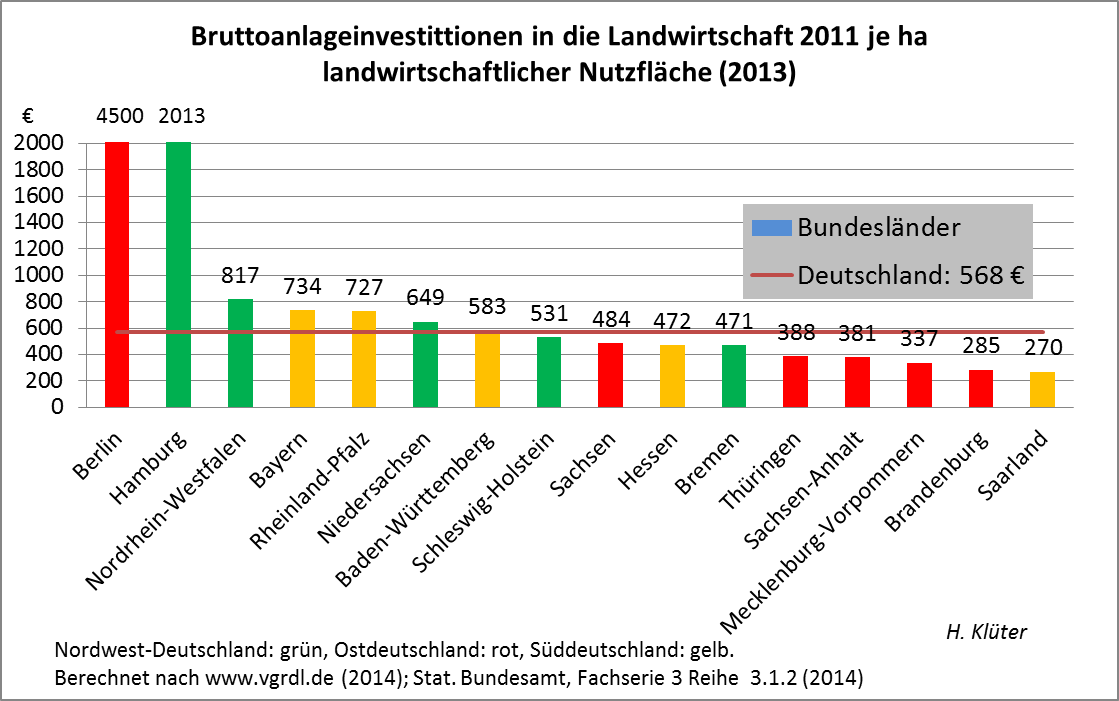 Bruttoanlageinvestittionen in die Landwirtschaft 2011 je ha
landwirtschaftlicher Nutzfläche (2013)
€ 4500 2013
2000
1800
1600
1400
1200
1000
800
600
400
200
0
817 734 727 649 583 531 484 472 471 388 381 337 285 270
Bundesländer
Deutschland: 568 €
Berlin
Hamburg
Nordrhein-Westfalen
Bayern
Rheinland-Pfalz
Niedersachsen
Baden-Württemberg
Schleswig-Holstein
Sachsen
Hessen
Bremen
Thüringen
Sachsen-Anhalt
Mecklenburg-Vorpommern
Brandenburg
Saarland
H. Klüter
Nordwest-Deutschland: grün, Ostdeutschland: rot, Süddeutschland: gelb.
Berechnet nach www.vgrdl.de (2014); Stat. Bundesamt, Fachserie 3 Reihe 3.1.2 (2014)